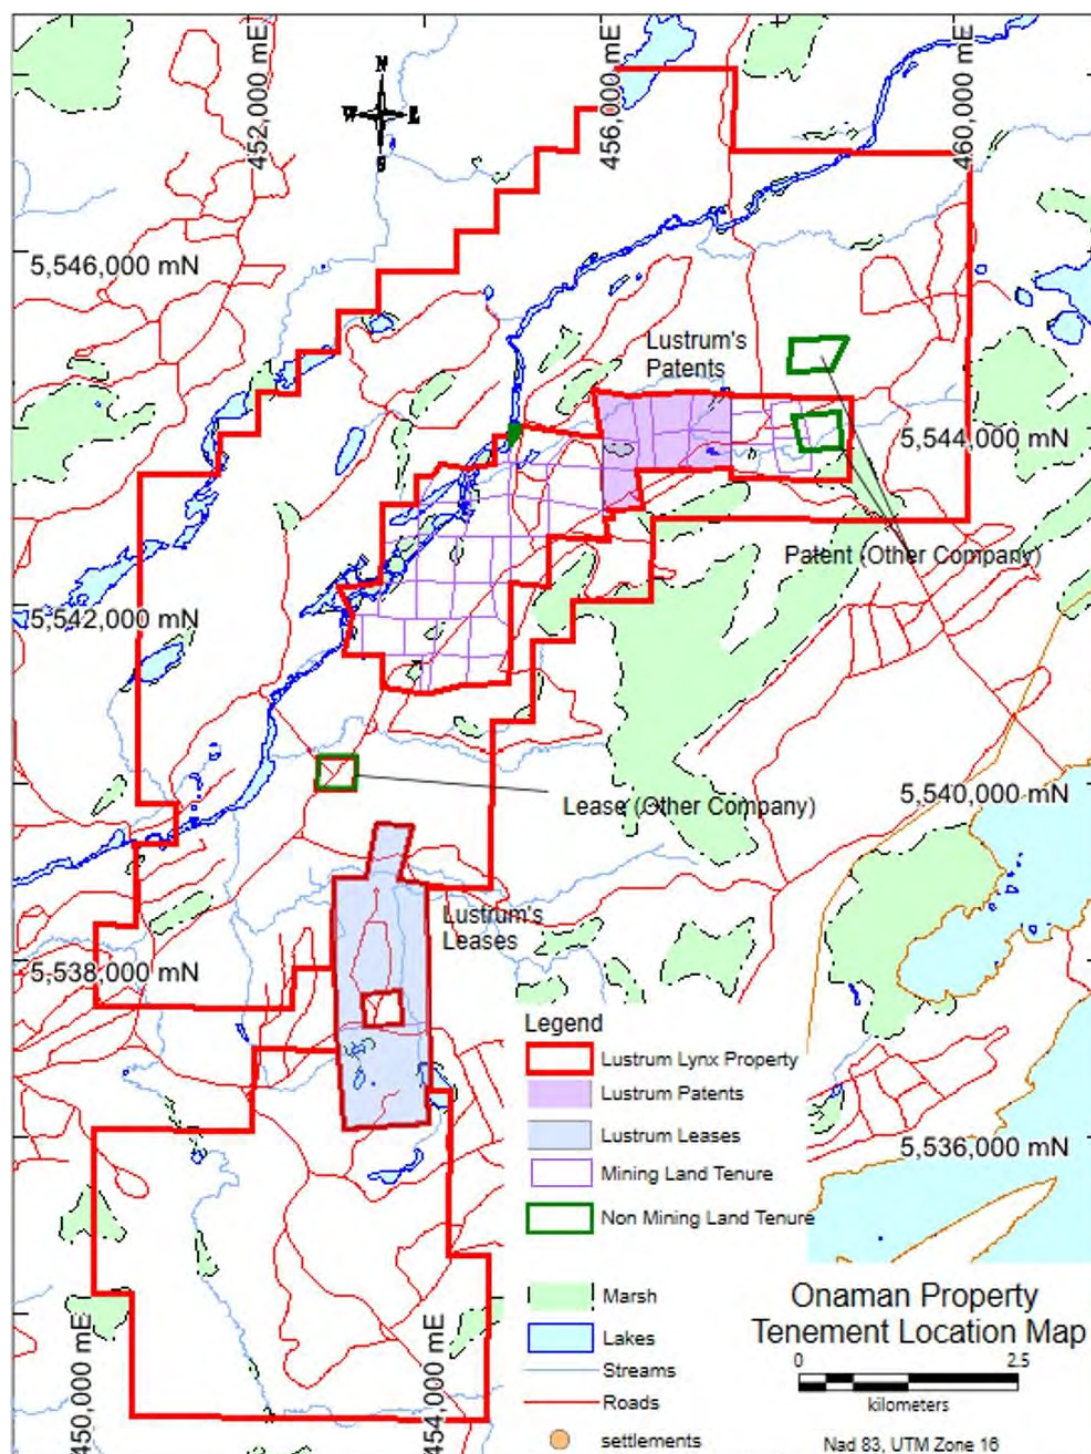 452,000 mE
456,000 mE
460,000 mE
N
W E
S
5,546,000 mN
Lustrum's
Patents
5,544,000 mN
Patent (Other Company)
5,542,000 mN
5,540,000 mN
Lease (Other Company)
Lustrum's
Leases
5,538,000 mN
Legend
Lustrum Lynx Property
Lustrum Patents
Lustrum Leases
Mining Land Tenure
Non Mining Land Tenure
5,536,000 mN
Marsh
Lakes
Streams
Roads
settlements
Onaman Property
Tenement Location Map
0 2.5
kilometers
Nad 83, UTM Zone 16
450,000 mE
454,000 mE